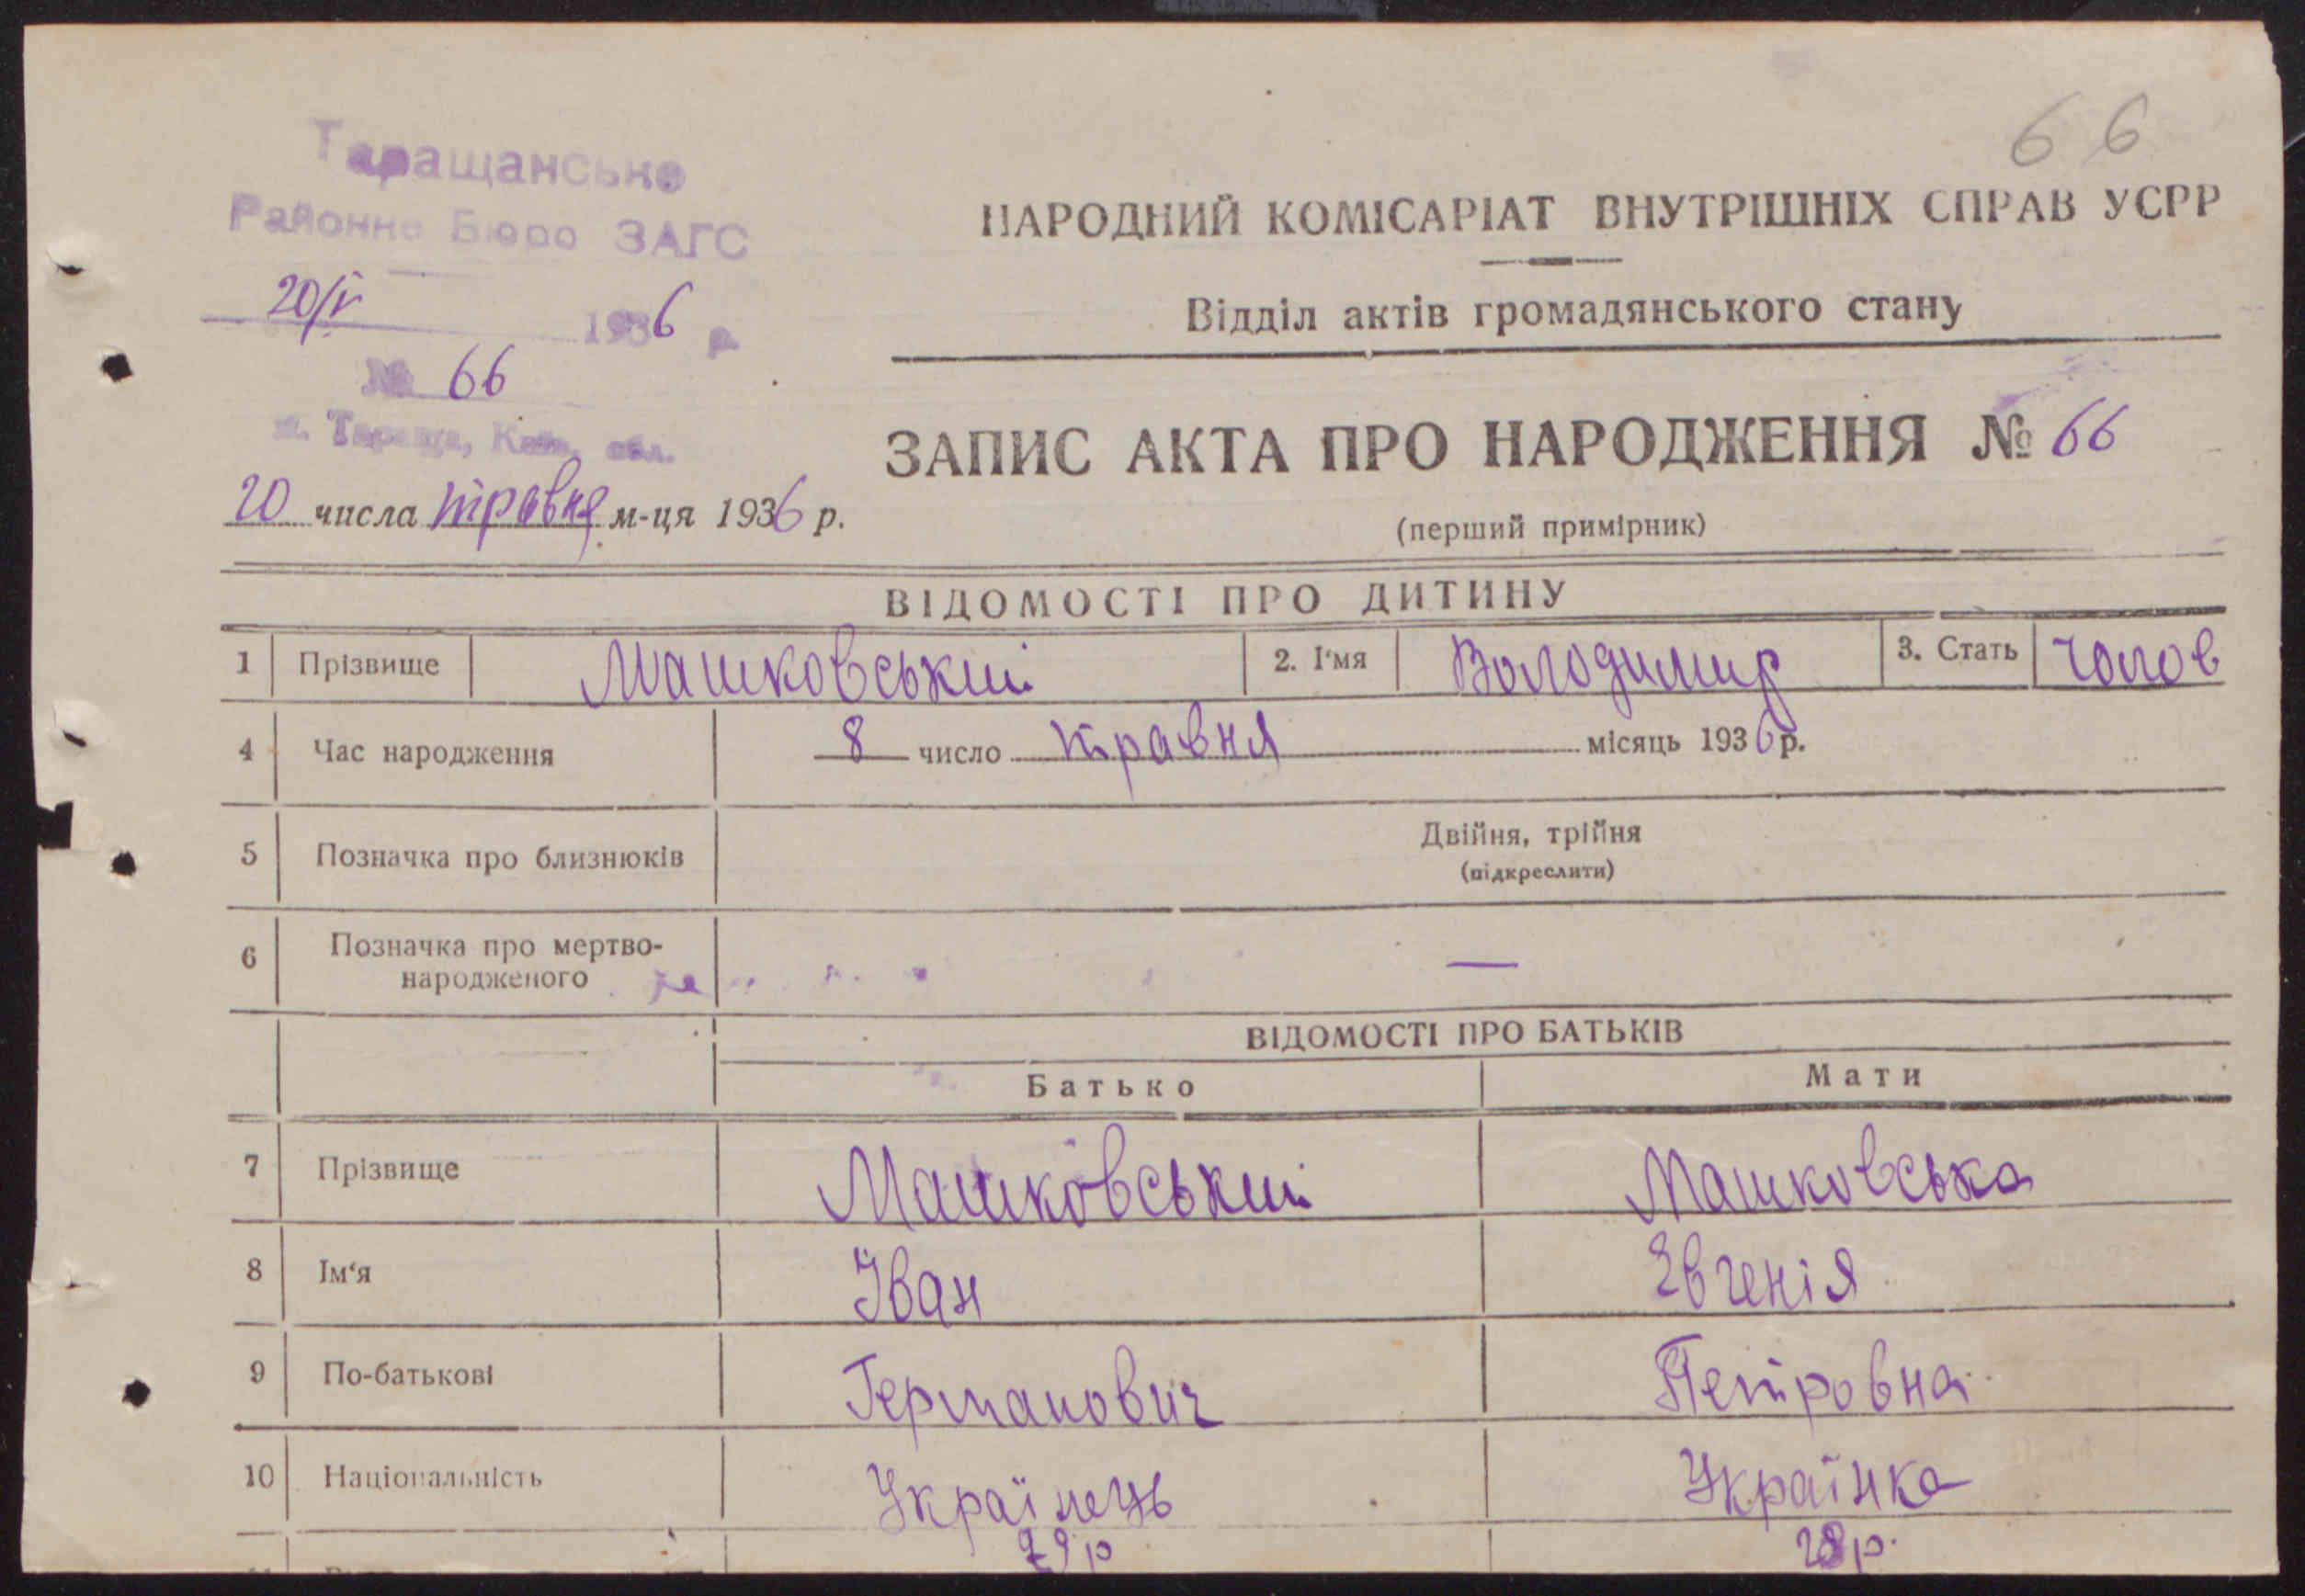 66
Таращанське
Районне Бюро ЗАГС
20/V 1936 р.
№ 66
м. Тараща, Київ. обл.
20 числа травня м-ця 1936 р.
НАРОДНИЙ КОМІСАРІАТ ВНУТРІШНІХ СПРАВ УСРР
Відділ актів громадянського стану
ЗАПИС АКТА ПРО НАРОДЖЕННЯ № 66
(перший примірник)
ВІДОМОСТІ ПРО ДИТИНУ
1 Прізвище Машковський 2. І'мя Володимир 3. Стать чолов
4 Час народження 8 число травня місяць 1936 р.
5 Позначка про близнюків Двійня, трійня
(підкреслити)
6 Позначка про мертво-
народженого —
ВІДОМОСТІ ПРО БАТЬКІВ
Батько Мати
7 Прізвище Машковський Машковська
8 Ім'я Іван Евгенія
9 По-батькові Германович Петровна
10 Національність Українець Українка
29 р 28 р.